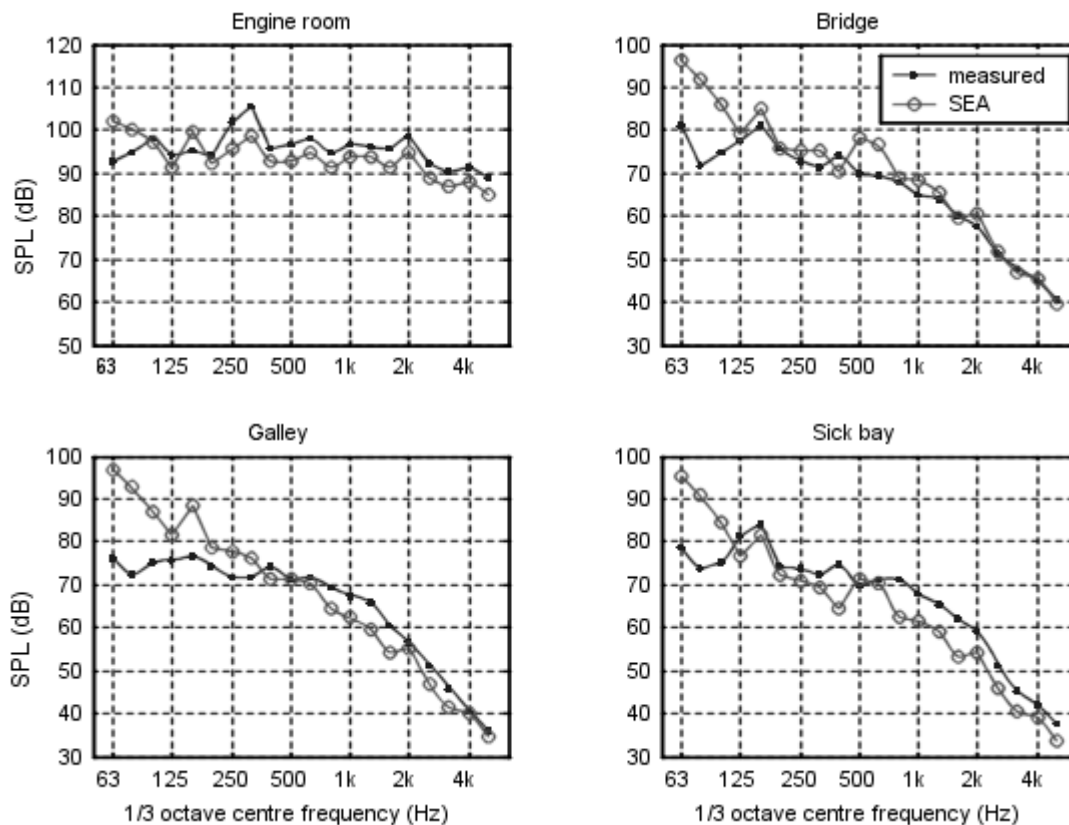 Engine room
120
110
100
90
80
70
60
50
SPL (dB)
63 125 250 500 1k 2k 4k
Bridge
100
90
80
70
60
50
40
30
measured
SEA
63 125 250 500 1k 2k 4k
Galley
100
90
80
70
60
50
40
30
SPL (dB)
63 125 250 500 1k 2k 4k
1/3 octave centre frequency (Hz)
Sick bay
100
90
80
70
60
50
40
30
63 125 250 500 1k 2k 4k
1/3 octave centre frequency (Hz)